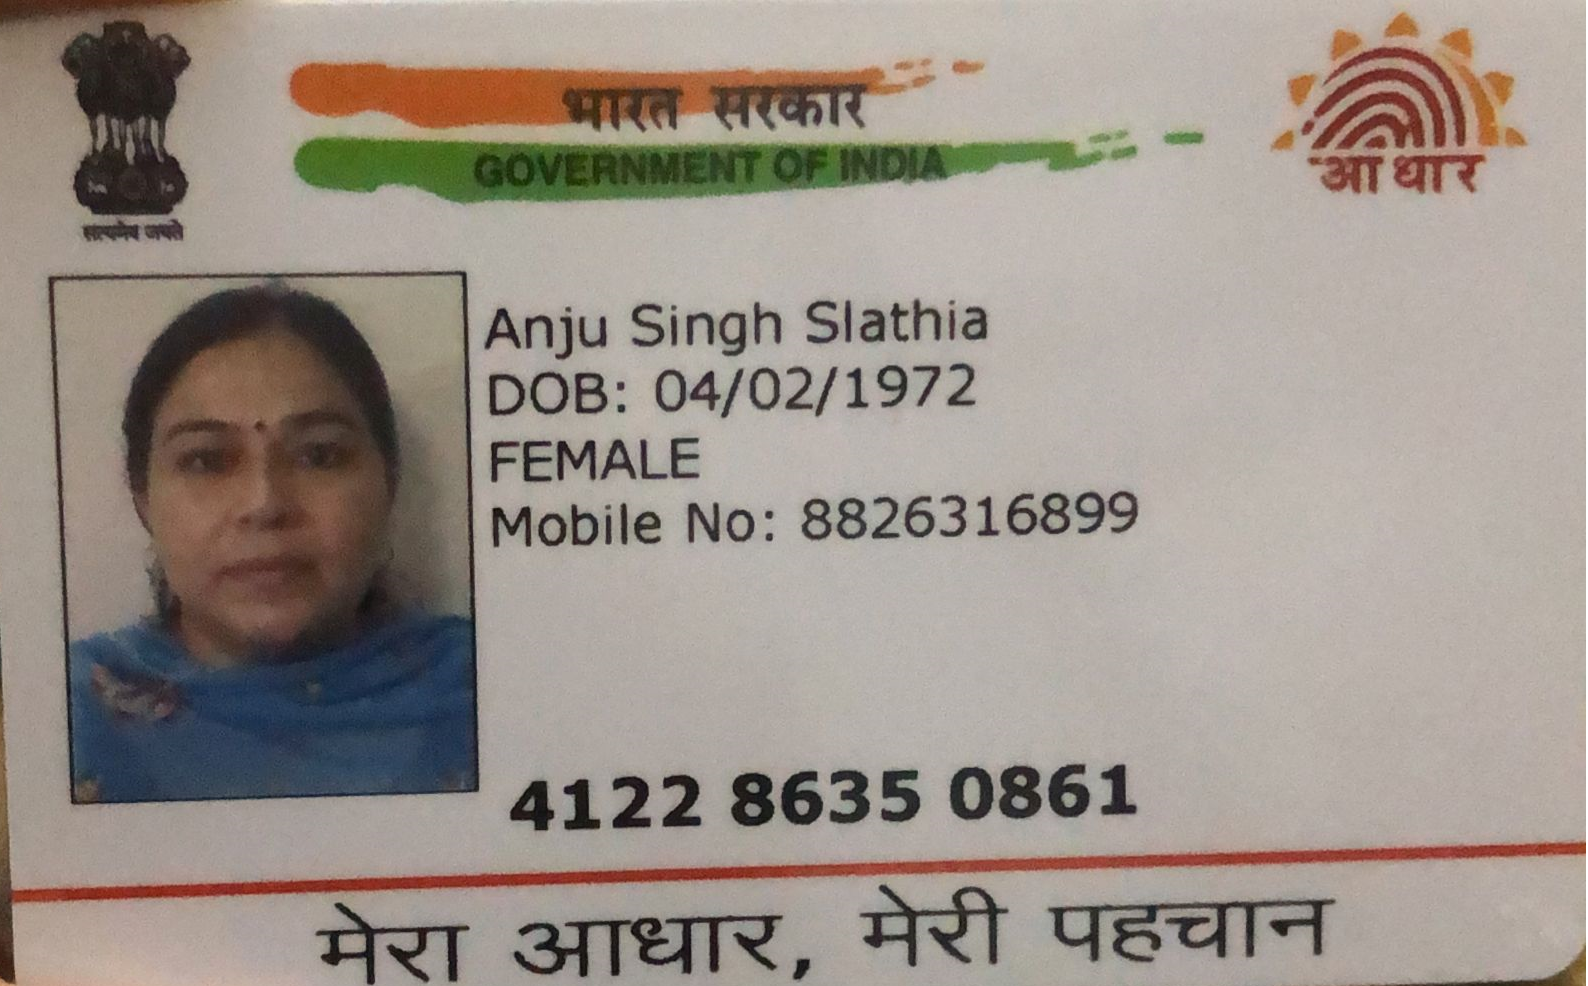 भारत सरकार
GOVERNMENT OF INDIA
सत्यमेव जयते
आधार
Anju Singh Slathia
DOB: 04/02/1972
FEMALE
Mobile No: 8826316899
4122 8635 0861
मेरा आधार, मेरी पहचान